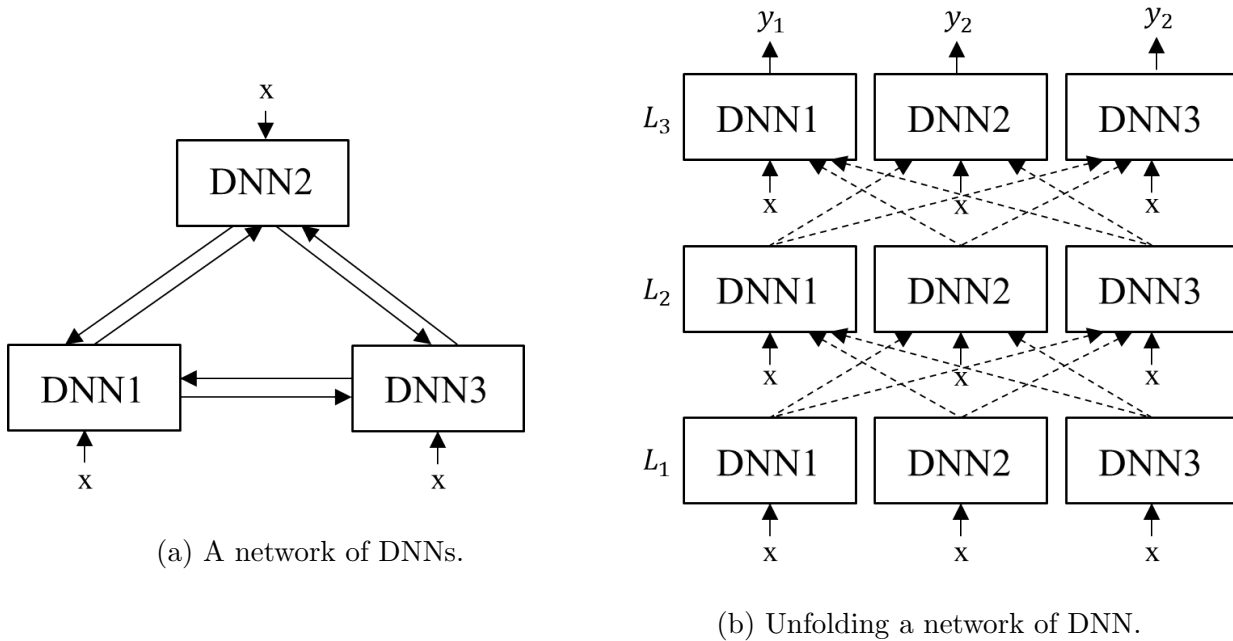 x
DNN2
DNN1
DNN3
x
x
(a) A network of DNNs.
y₁ y₂ y₂
L₃ DNN1 DNN2 DNN3
x x x
L₂ DNN1 DNN2 DNN3
x x x
L₁ DNN1 DNN2 DNN3
x x x
(b) Unfolding a network of DNN.